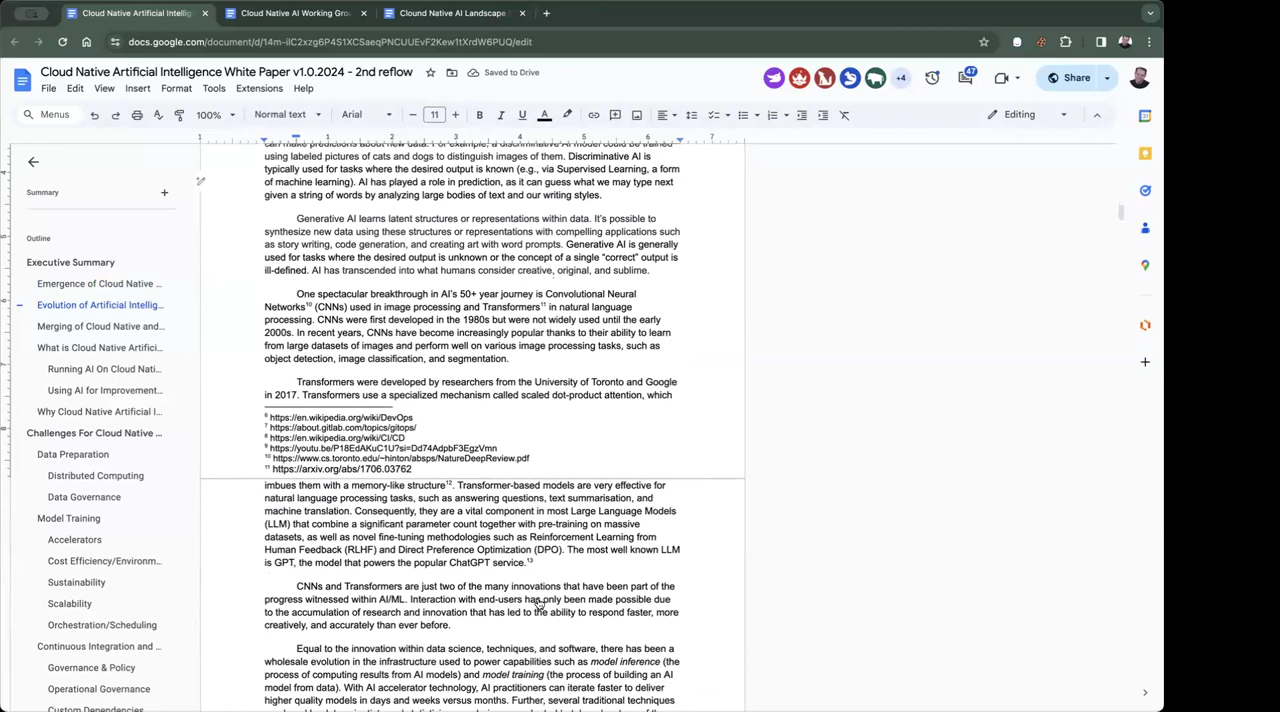 Cloud Native Artificial Intellig
Cloud Native AI Working Gro
Clound Native AI Landscape
docs.google.com/document/d/14m-ilC2xzg6P4S1XCSaeqPNCUUEvF2Kew1tXrdW6PUQ/edit
Cloud Native Artificial Intelligence White Paper v1.0.2024 - 2nd reflow
Saved to Drive
+4
47
Share
File Edit View Insert Format Tools Extensions Help
Menus
100%
Normal text
Arial
11
Editing
1 1 2 3 4 5 6 7
Summary
Outline
Executive Summary
Emergence of Cloud Native ...
Evolution of Artificial Intellig...
Merging of Cloud Native and...
What is Cloud Native Artifici...
Running AI On Cloud Nati...
Using AI for Improvement...
Why Cloud Native Artificial I...
Challenges For Cloud Native ...
Data Preparation
Distributed Computing
Data Governance
Model Training
Accelerators
Cost Efficiency/Environm...
Sustainability
Scalability
Orchestration/Scheduling
Continuous Integration and ...
Governance & Policy
Operational Governance
Custom Dependencies
using labeled pictures of cats and dogs to distinguish images of them. Discriminative AI is
typically used for tasks where the desired output is known (e.g., via Supervised Learning, a form
of machine learning). AI has played a role in prediction, as it can guess what we may type next
given a string of words by analyzing large bodies of text and our writing styles.
Generative AI learns latent structures or representations within data. It's possible to
synthesize new data using these structures or representations with compelling applications such
as story writing, code generation, and creating art with word prompts. Generative AI is generally
used for tasks where the desired output is unknown or the concept of a single "correct" output is
ill-defined. AI has transcended into what humans consider creative, original, and sublime.
One spectacular breakthrough in AI's 50+ year journey is Convolutional Neural
Networks10 (CNNs) used in image processing and Transformers11 in natural language
processing. CNNs were first developed in the 1980s but were not widely used until the early
2000s. In recent years, CNNs have become increasingly popular thanks to their ability to learn
from large datasets of images and perform well on various image processing tasks, such as
object detection, image classification, and segmentation.
Transformers were developed by researchers from the University of Toronto and Google
in 2017. Transformers use a specialized mechanism called scaled dot-product attention, which
6 https://en.wikipedia.org/wiki/DevOps
7 https://about.gitlab.com/topics/gitops/
8 https://en.wikipedia.org/wiki/CI/CD
9 https://youtu.be/P18EdAKuC1U?si=Dd74AdpbF3EgzVmn
10 https://www.cs.toronto.edu/~hinton/absps/NatureDeepReview.pdf
11 https://arxiv.org/abs/1706.03762
imbues them with a memory-like structure12. Transformer-based models are very effective for
natural language processing tasks, such as answering questions, text summarisation, and
machine translation. Consequently, they are a vital component in most Large Language Models
(LLM) that combine a significant parameter count together with pre-training on massive
datasets, as well as novel fine-tuning methodologies such as Reinforcement Learning from
Human Feedback (RLHF) and Direct Preference Optimization (DPO). The most well known LLM
is GPT, the model that powers the popular ChatGPT service.13
CNNs and Transformers are just two of the many innovations that have been part of the
progress witnessed within AI/ML. Interaction with end-users has only been made possible due
to the accumulation of research and innovation that has led to the ability to respond faster, more
creatively, and accurately than ever before.
Equal to the innovation within data science, techniques, and software, there has been a
wholesale evolution in the infrastructure used to power capabilities such as model inference (the
process of computing results from AI models) and model training (the process of building an AI
model from data). With AI accelerator technology, AI practitioners can iterate faster to deliver
higher quality models in days and weeks versus months. Further, several traditional techniques